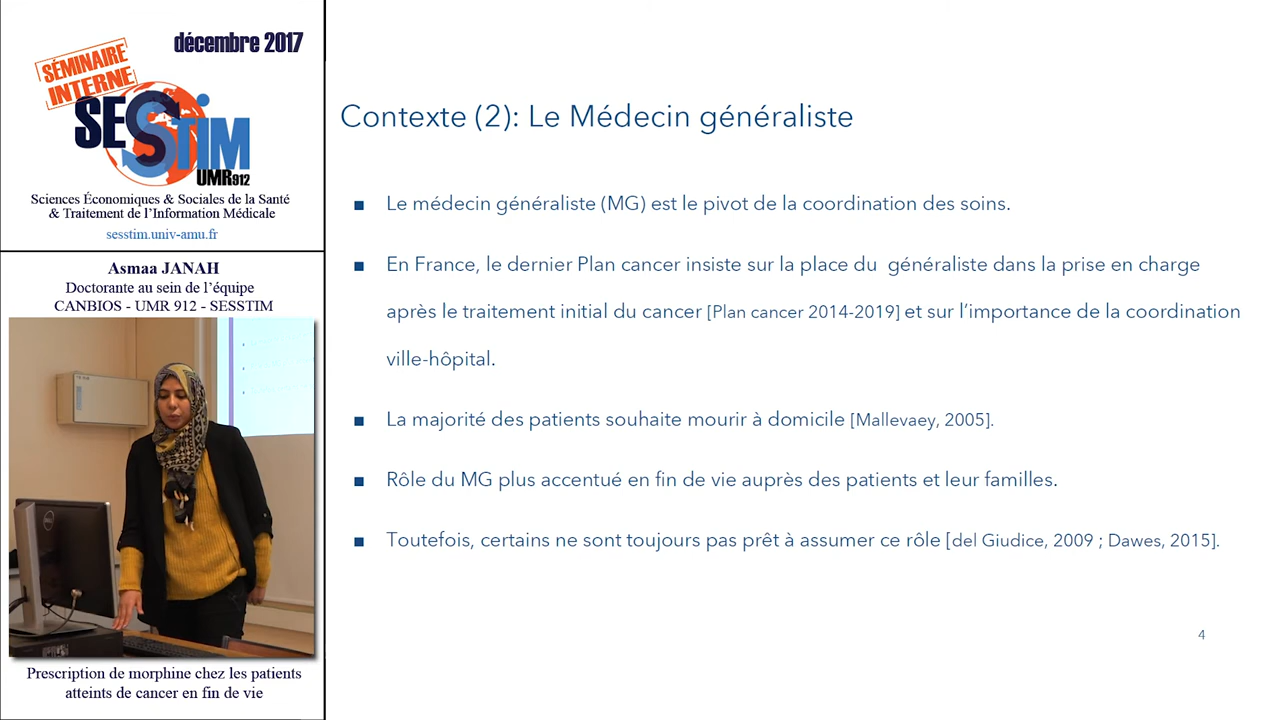 décembre 2017
SÉMINAIRE
INTERNE
SESSTIM
UMR912
Sciences Économiques & Sociales de la Santé
& Traitement de l'Information Médicale
sesstim.univ-amu.fr
Asmaa JANAH
Doctorante au sein de l'équipe
CANBIOS - UMR 912 - SESSTIM
DELL
Prescription de morphine chez les patients
atteints de cancer en fin de vie
Contexte (2): Le Médecin généraliste
■ Le médecin généraliste (MG) est le pivot de la coordination des soins.
■ En France, le dernier Plan cancer insiste sur la place du  généraliste dans la prise en charge
après le traitement initial du cancer [Plan cancer 2014-2019] et sur l'importance de la coordination
ville-hôpital.
■ La majorité des patients souhaite mourir à domicile [Mallevaey, 2005].
■ Rôle du MG plus accentué en fin de vie auprès des patients et leur familles.
■ Toutefois, certains ne sont toujours pas prêt à assumer ce rôle [del Giudice, 2009 ; Dawes, 2015].
4